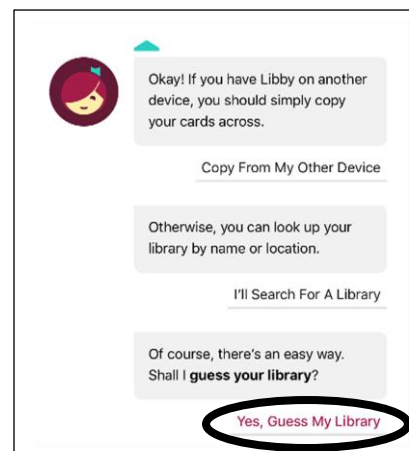 Okay! If you have Libby on another
device, you should simply copy
your cards across.
Copy From My Other Device
Otherwise, you can look up your
library by name or location.
I'll Search For A Library
Of course, there's an easy way.
Shall I guess your library?
Yes, Guess My Library